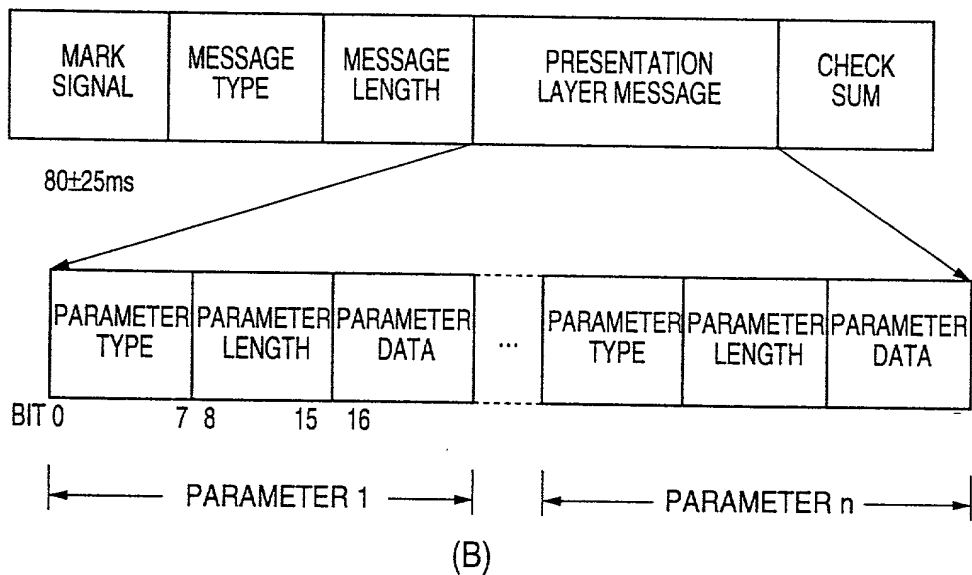 MARK SIGNAL
MESSAGE TYPE
MESSAGE LENGTH
PRESENTATION LAYER MESSAGE
CHECK SUM
80±25ms
PARAMETER TYPE
PARAMETER LENGTH
PARAMETER DATA
...
PARAMETER TYPE
PARAMETER LENGTH
PARAMETER DATA
BIT 0 7 8 15 16
PARAMETER 1
PARAMETER n
(B)